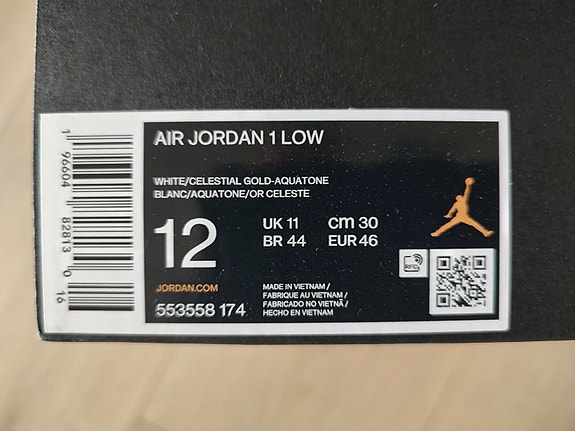 AIR JORDAN 1 LOW
WHITE/CELESTIAL GOLD-AQUATONE
BLANC/AQUATONE/OR CELESTE
12
UK 11 cm 30
BR 44 EUR 46
JORDAN.COM
553558 174
MADE IN VIETNAM /
FABRIQUE AU VIETNAM /
FABRICADO NO VIETNÃ /
HECHO EN VIETNAM
RFID
1 96604 82813 0 16